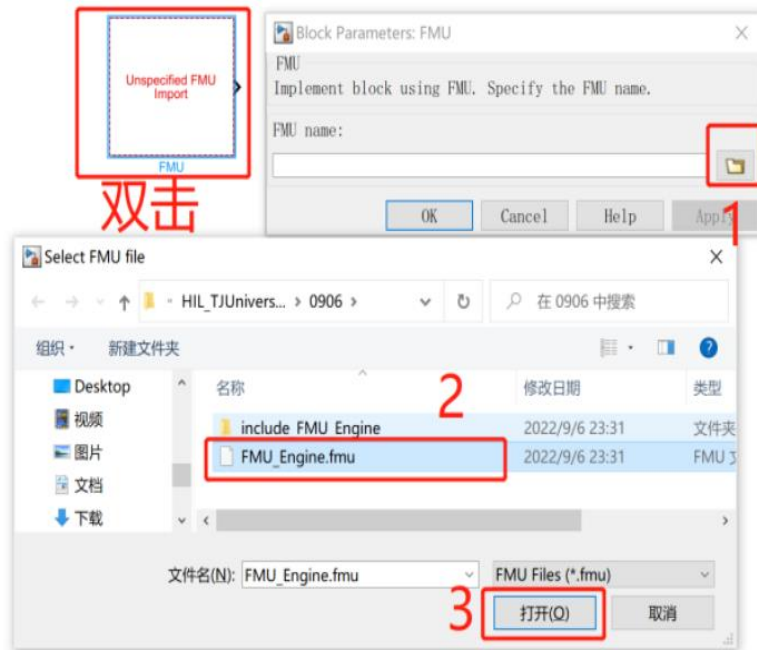 Unspecified FMU
Import
FMU
双击
Block Parameters: FMU
FMU
Implement block using FMU. Specify the FMU name.
FMU name:
OK Cancel Help Apply
1
Select FMU file
HIL_TJUnivers... › 0906 ›
在 0906 中搜索
组织 新建文件夹
Desktop
视频
图片
文档
下载
名称 修改日期 类型
2
include_FMU_Engine 2022/9/6 23:31 文件夹
FMU_Engine.fmu 2022/9/6 23:31 FMU
文件名(N): FMU_Engine.fmu FMU Files (*.fmu)
3
打开(O) 取消